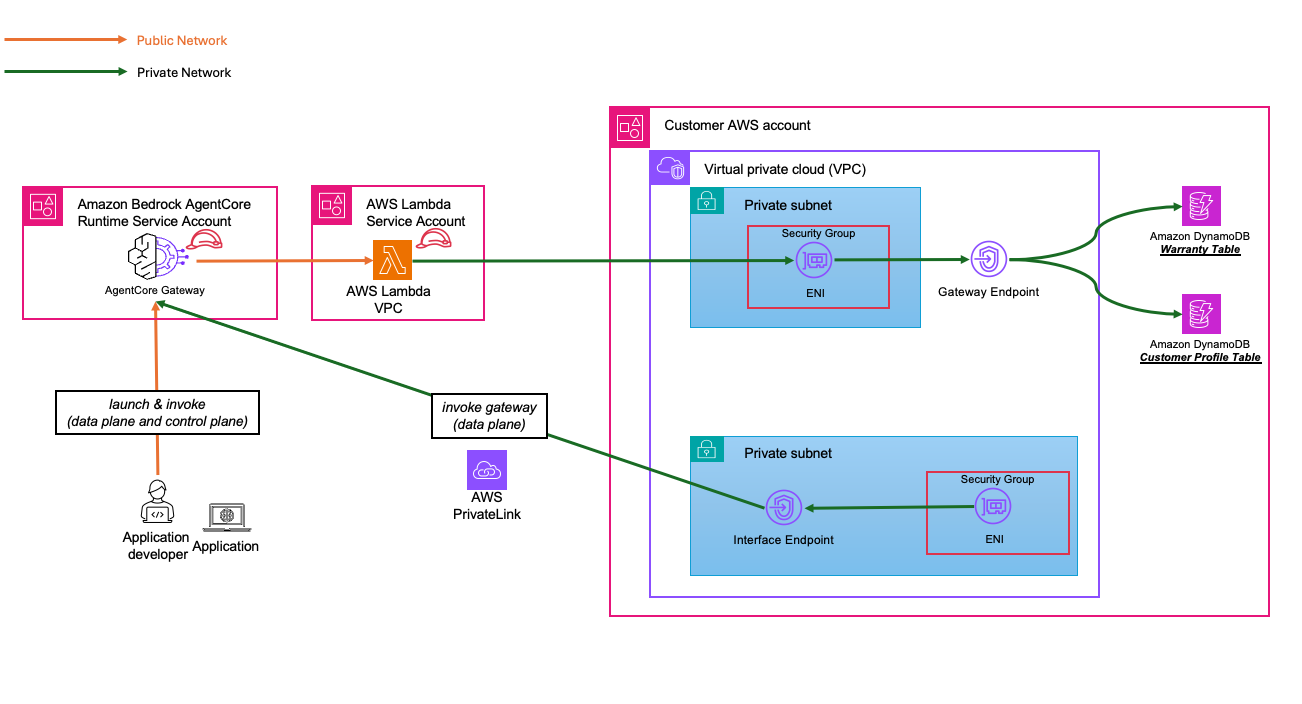 Public Network
Private Network
Customer AWS account
Virtual private cloud (VPC)
Private subnet
Security Group
ENI
Gateway Endpoint
Amazon DynamoDB
Warranty Table
Amazon DynamoDB
Customer Profile Table
Amazon Bedrock AgentCore
Runtime Service Account
AgentCore Gateway
AWS Lambda
Service Account
AWS Lambda
VPC
launch & invoke
(data plane and control plane)
invoke gateway
(data plane)
AWS
PrivateLink
Application
developer
Application
Private subnet
Security Group
Interface Endpoint
ENI